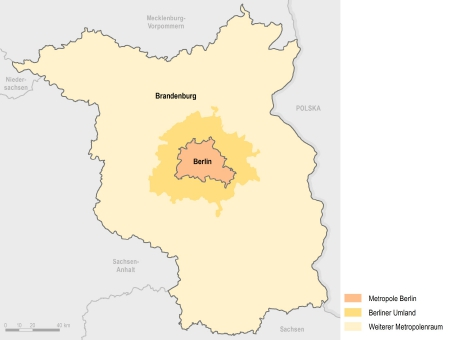 Mecklenburg-
Vorpommern
Nieder-
sachsen
Brandenburg
POLSKA
Berlin
Sachsen-
Anhalt
Metropole Berlin
Berliner Umland
Weiterer Metropolenraum
0 10 20 40 km
Sachsen